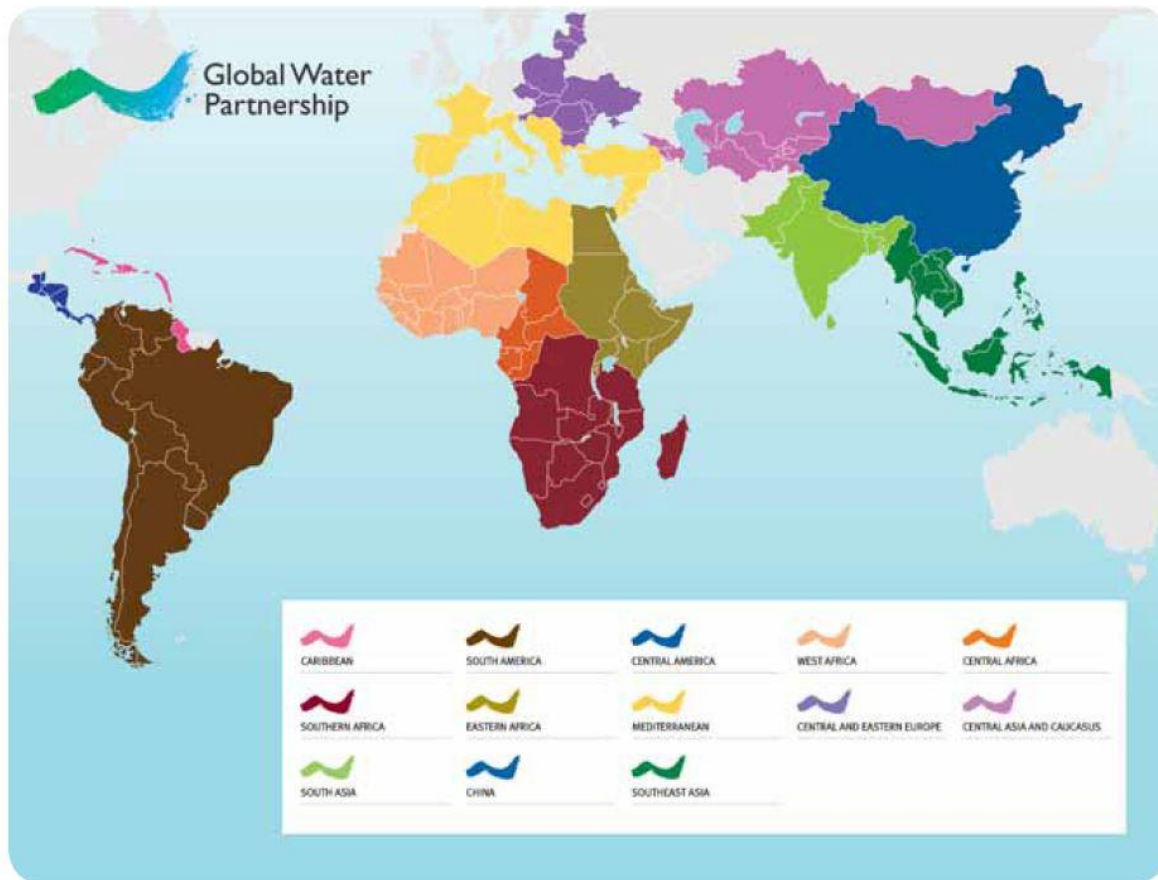 Global Water
Partnership
CARIBBEAN
SOUTH AMERICA
CENTRAL AMERICA
WEST AFRICA
CENTRAL AFRICA
SOUTHERN AFRICA
EASTERN AFRICA
MEDITERRANEAN
CENTRAL AND EASTERN EUROPE
CENTRAL ASIA AND CAUCASUS
SOUTH ASIA
CHINA
SOUTHEAST ASIA